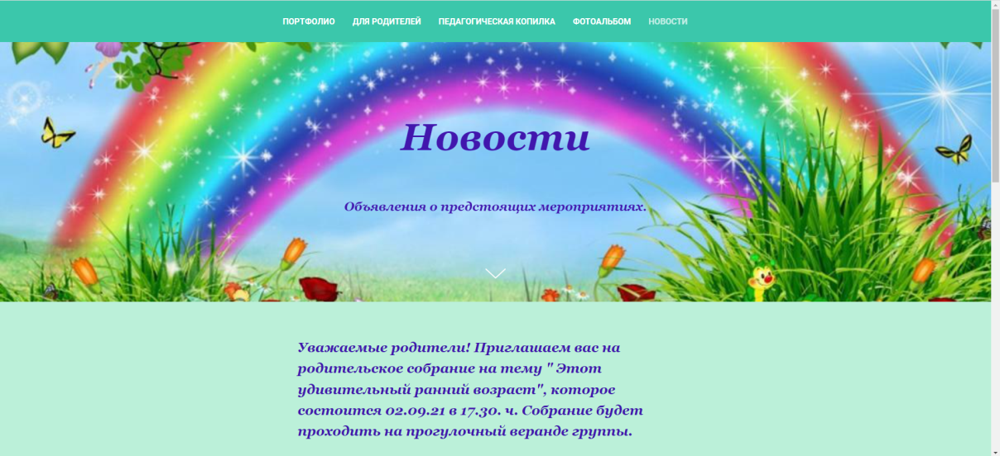 ПОРТФОЛИО ДЛЯ РОДИТЕЛЕЙ ПЕДАГОГИЧЕСКАЯ КОПИЛКА ФОТОАЛЬБОМ НОВОСТИ
Новости
Объявления о предстоящих мероприятиях.
Уважаемые родители! Приглашаем вас на
родительское собрание на тему " Этот
удивительный ранний возраст", которое
состоится 02.09.21 в 17.30. ч. Собрание будет
проходить на прогулочный веранде группы.